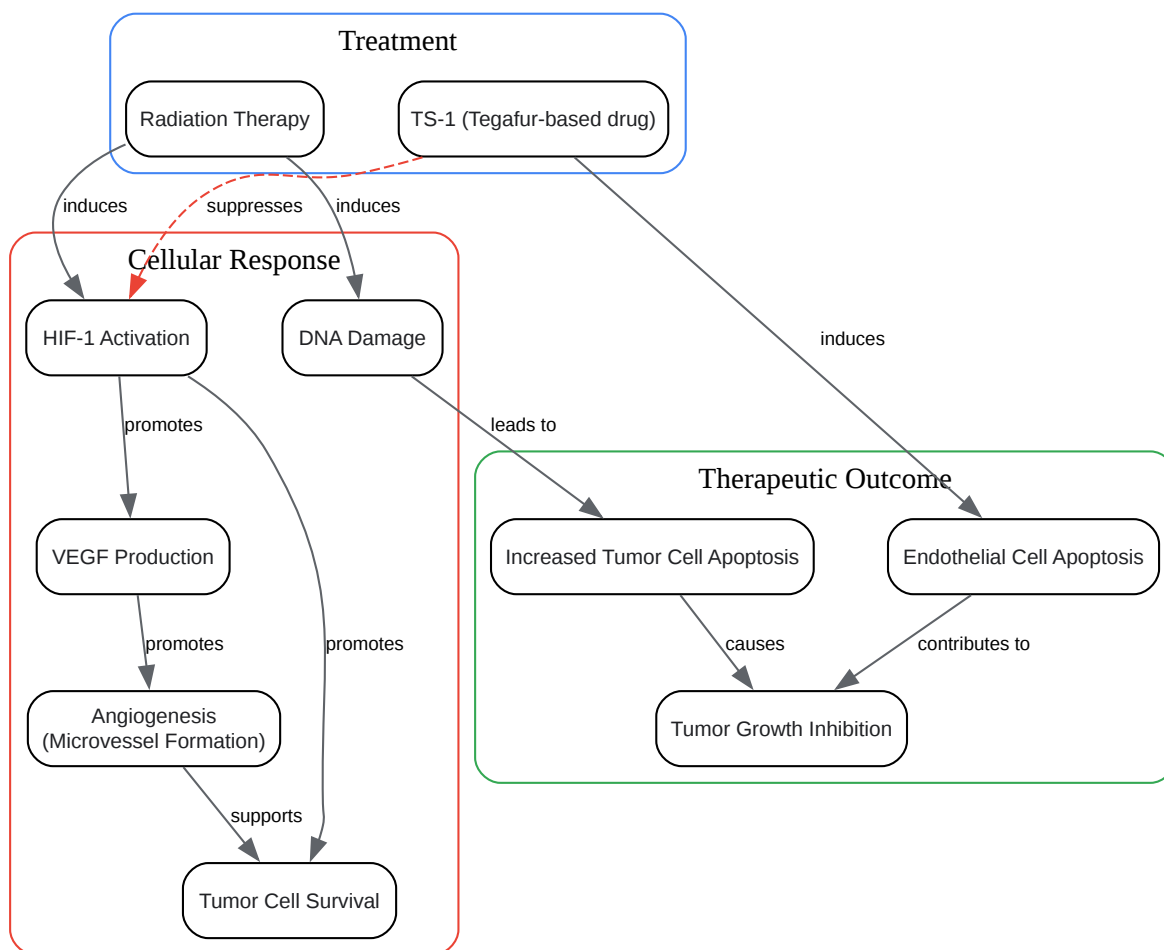 Treatment
Radiation Therapy
TS-1 (Tegafur-based drug)
induces
suppresses
induces
Cellular Response
HIF-1 Activation
DNA Damage
induces
promotes
leads to
Therapeutic Outcome
VEGF Production
Increased Tumor Cell Apoptosis
Endothelial Cell Apoptosis
promotes
promotes
causes
contributes to
Angiogenesis
(Microvessel Formation)
Tumor Growth Inhibition
supports
Tumor Cell Survival